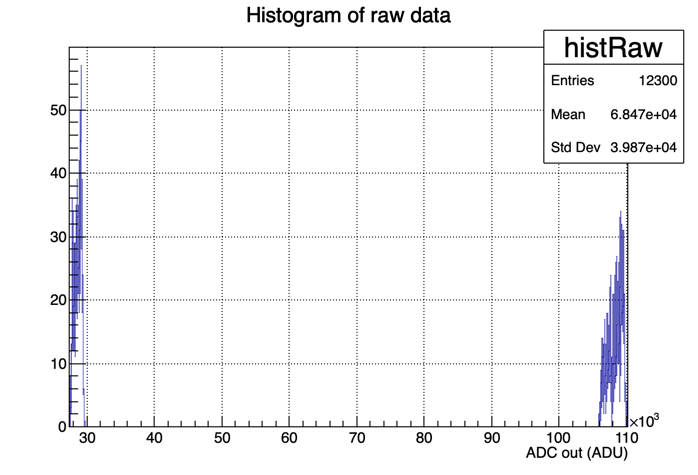 Histogram of raw data
histRaw
Entries 12300
Mean 6.847e+04
Std Dev 3.987e+04
50
40
30
20
10
0
30 40 50 60 70 80 90 100 110
×10³
ADC out (ADU)